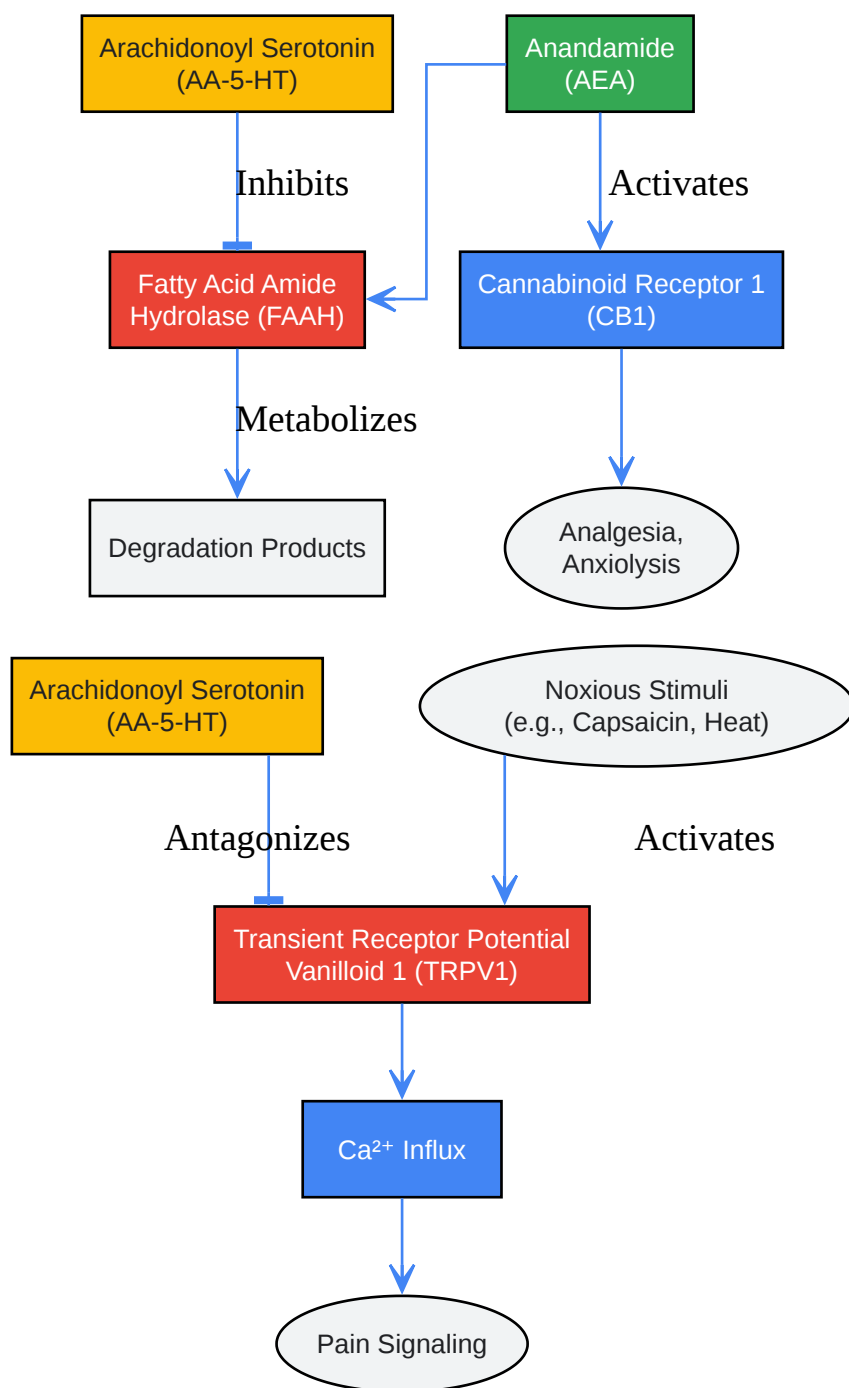 Arachidonoyl Serotonin
(AA-5-HT)
Anandamide
(AEA)
Inhibits
Activates
Fatty Acid Amide
Hydrolase (FAAH)
Cannabinoid Receptor 1
(CB1)
Metabolizes
Degradation Products
Analgesia,
Anxiolysis
Arachidonoyl Serotonin
(AA-5-HT)
Noxious Stimuli
(e.g., Capsaicin, Heat)
Antagonizes
Activates
Transient Receptor Potential
Vanilloid 1 (TRPV1)
Ca²⁺ Influx
Pain Signaling